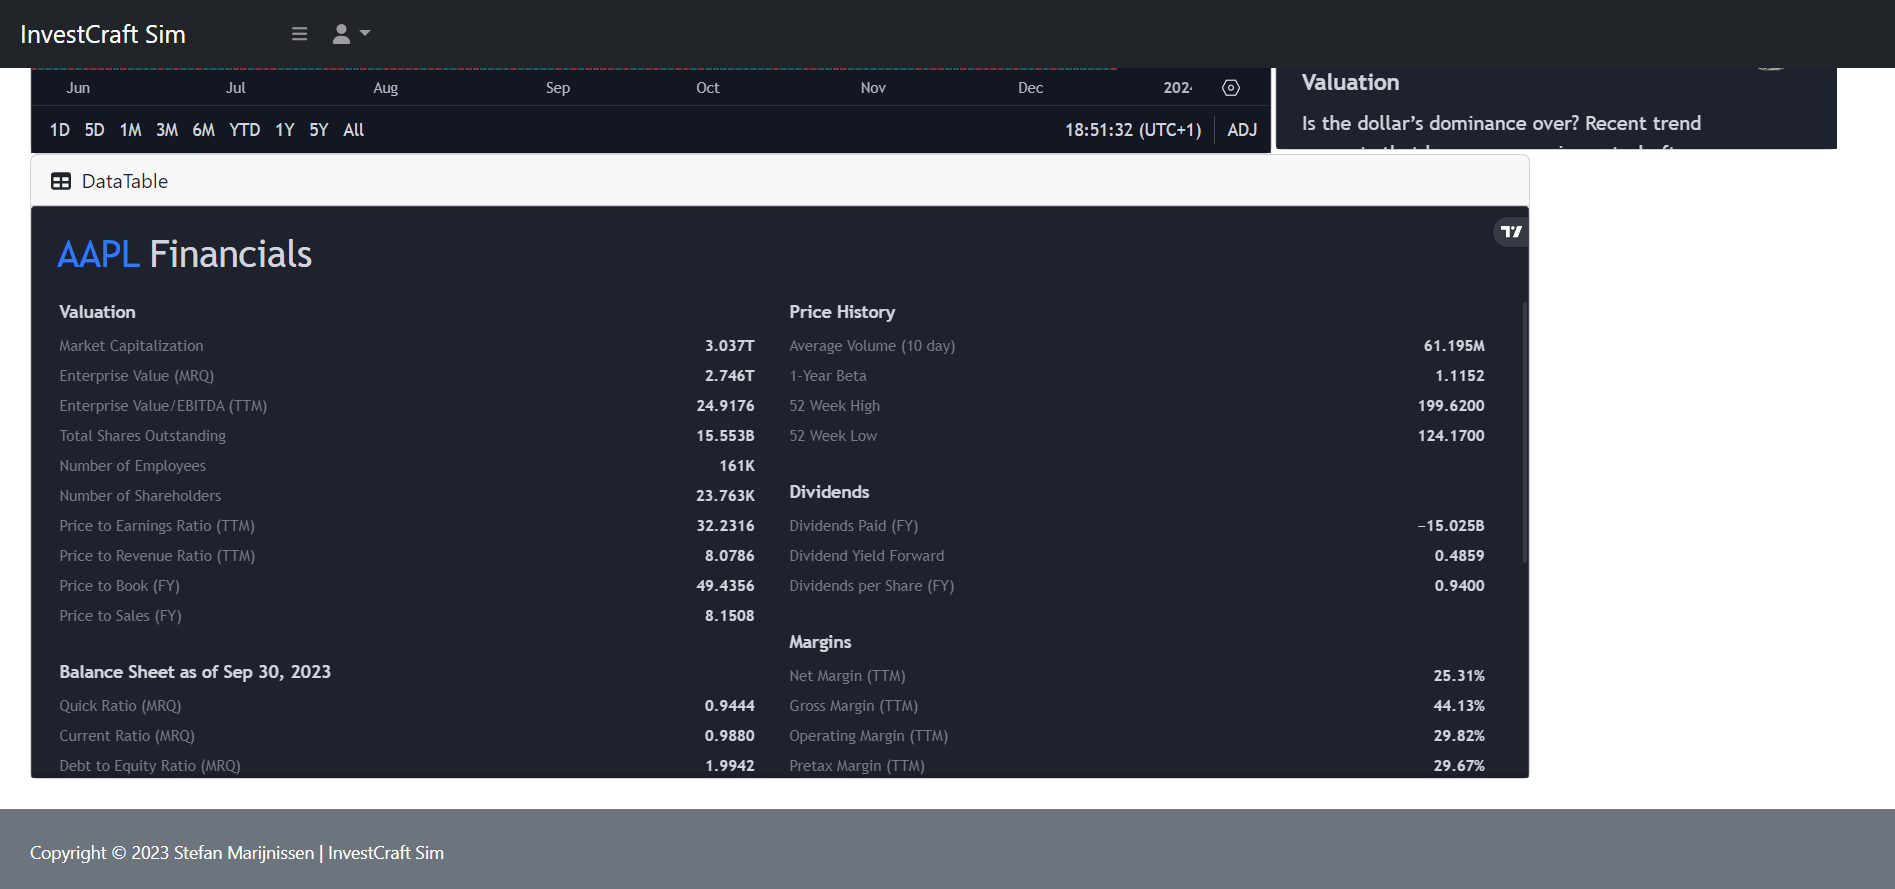 InvestCraft Sim
Jun Jul Aug Sep Oct Nov Dec 202
1D 5D 1M 3M 6M YTD 1Y 5Y All 18:51:32 (UTC+1) ADJ
Valuation
Is the dollar’s dominance over? Recent trend
DataTable
AAPL Financials
Valuation
Market Capitalization 3.037T
Enterprise Value (MRQ) 2.746T
Enterprise Value/EBITDA (TTM) 24.9176
Total Shares Outstanding 15.553B
Number of Employees 161K
Number of Shareholders 23.763K
Price to Earnings Ratio (TTM) 32.2316
Price to Revenue Ratio (TTM) 8.0786
Price to Book (FY) 49.4356
Price to Sales (FY) 8.1508
Balance Sheet as of Sep 30, 2023
Quick Ratio (MRQ) 0.9444
Current Ratio (MRQ) 0.9880
Debt to Equity Ratio (MRQ) 1.9942
Price History
Average Volume (10 day) 61.195M
1-Year Beta 1.1152
52 Week High 199.6200
52 Week Low 124.1700
Dividends
Dividends Paid (FY) −15.025B
Dividend Yield Forward 0.4859
Dividends per Share (FY) 0.9400
Margins
Net Margin (TTM) 25.31%
Gross Margin (TTM) 44.13%
Operating Margin (TTM) 29.82%
Pretax Margin (TTM) 29.67%
Copyright © 2023 Stefan Marijnissen | InvestCraft Sim